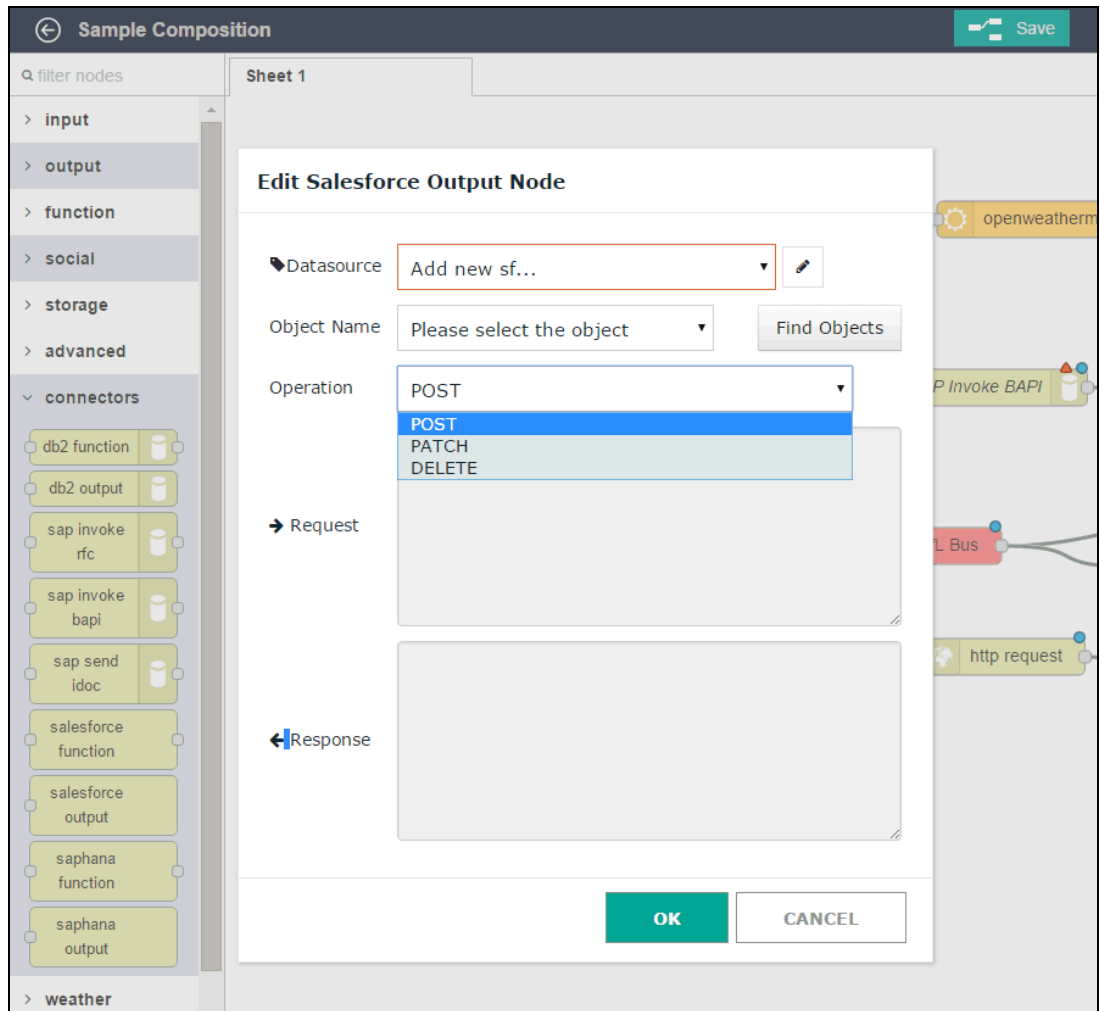 Sample Composition
Save
filter nodes
Sheet 1
input
output
function
social
storage
advanced
connectors
db2 function
db2 output
sap invoke
rfc
sap invoke
bapi
sap send
idoc
salesforce
function
salesforce
output
saphana
function
saphana
output
weather
Edit Salesforce Output Node
Datasource
Add new sf...
Object Name
Please select the object
Find Objects
Operation
POST
POST
PATCH
DELETE
Request
Response
OK
CANCEL
openweatherm
P Invoke BAPI
L Bus
http request